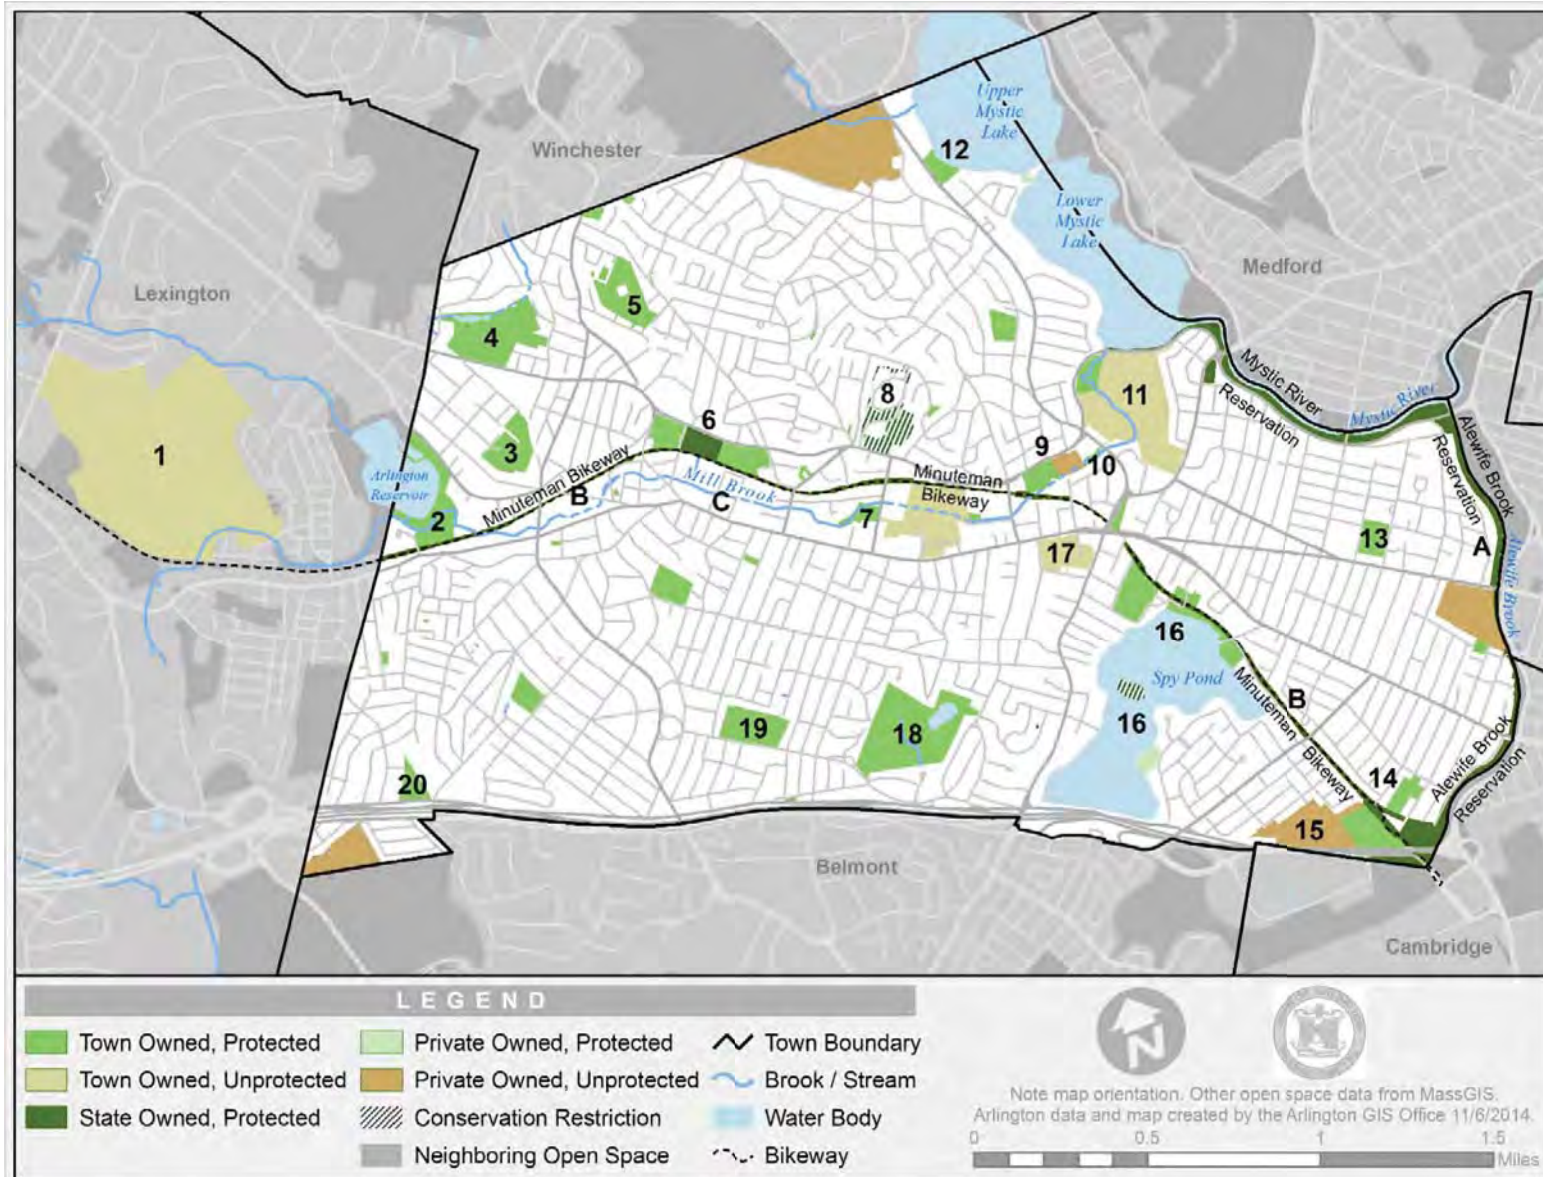 Upper
Mystic
Lake
12
Winchester
Lower
Mystic
Lake
Medford
Lexington
5
4
8
11
Mystic River
Reservation
Mystic River
Alewife Brook
Reservation
6
3
1
9
10
Arlington
Reservoir
Minuteman Bikeway
Mill Brook
Minuteman
Bikeway
B
C
2
7
13
A
Alewife Brook
17
16
Spy Pond
B
Minuteman Bikeway
16
19
18
20
14
Alewife Brook
Reservation
15
Belmont
Cambridge
LEGEND
Town Owned, Protected
Town Owned, Unprotected
State Owned, Protected
Private Owned, Protected
Private Owned, Unprotected
Conservation Restriction
Neighboring Open Space
Town Boundary
Brook / Stream
Water Body
Bikeway
N
Note map orientation. Other open space data from MassGIS.
Arlington data and map created by the Arlington GIS Office 11/6/2014.
0 0.5 1 1.5
Miles